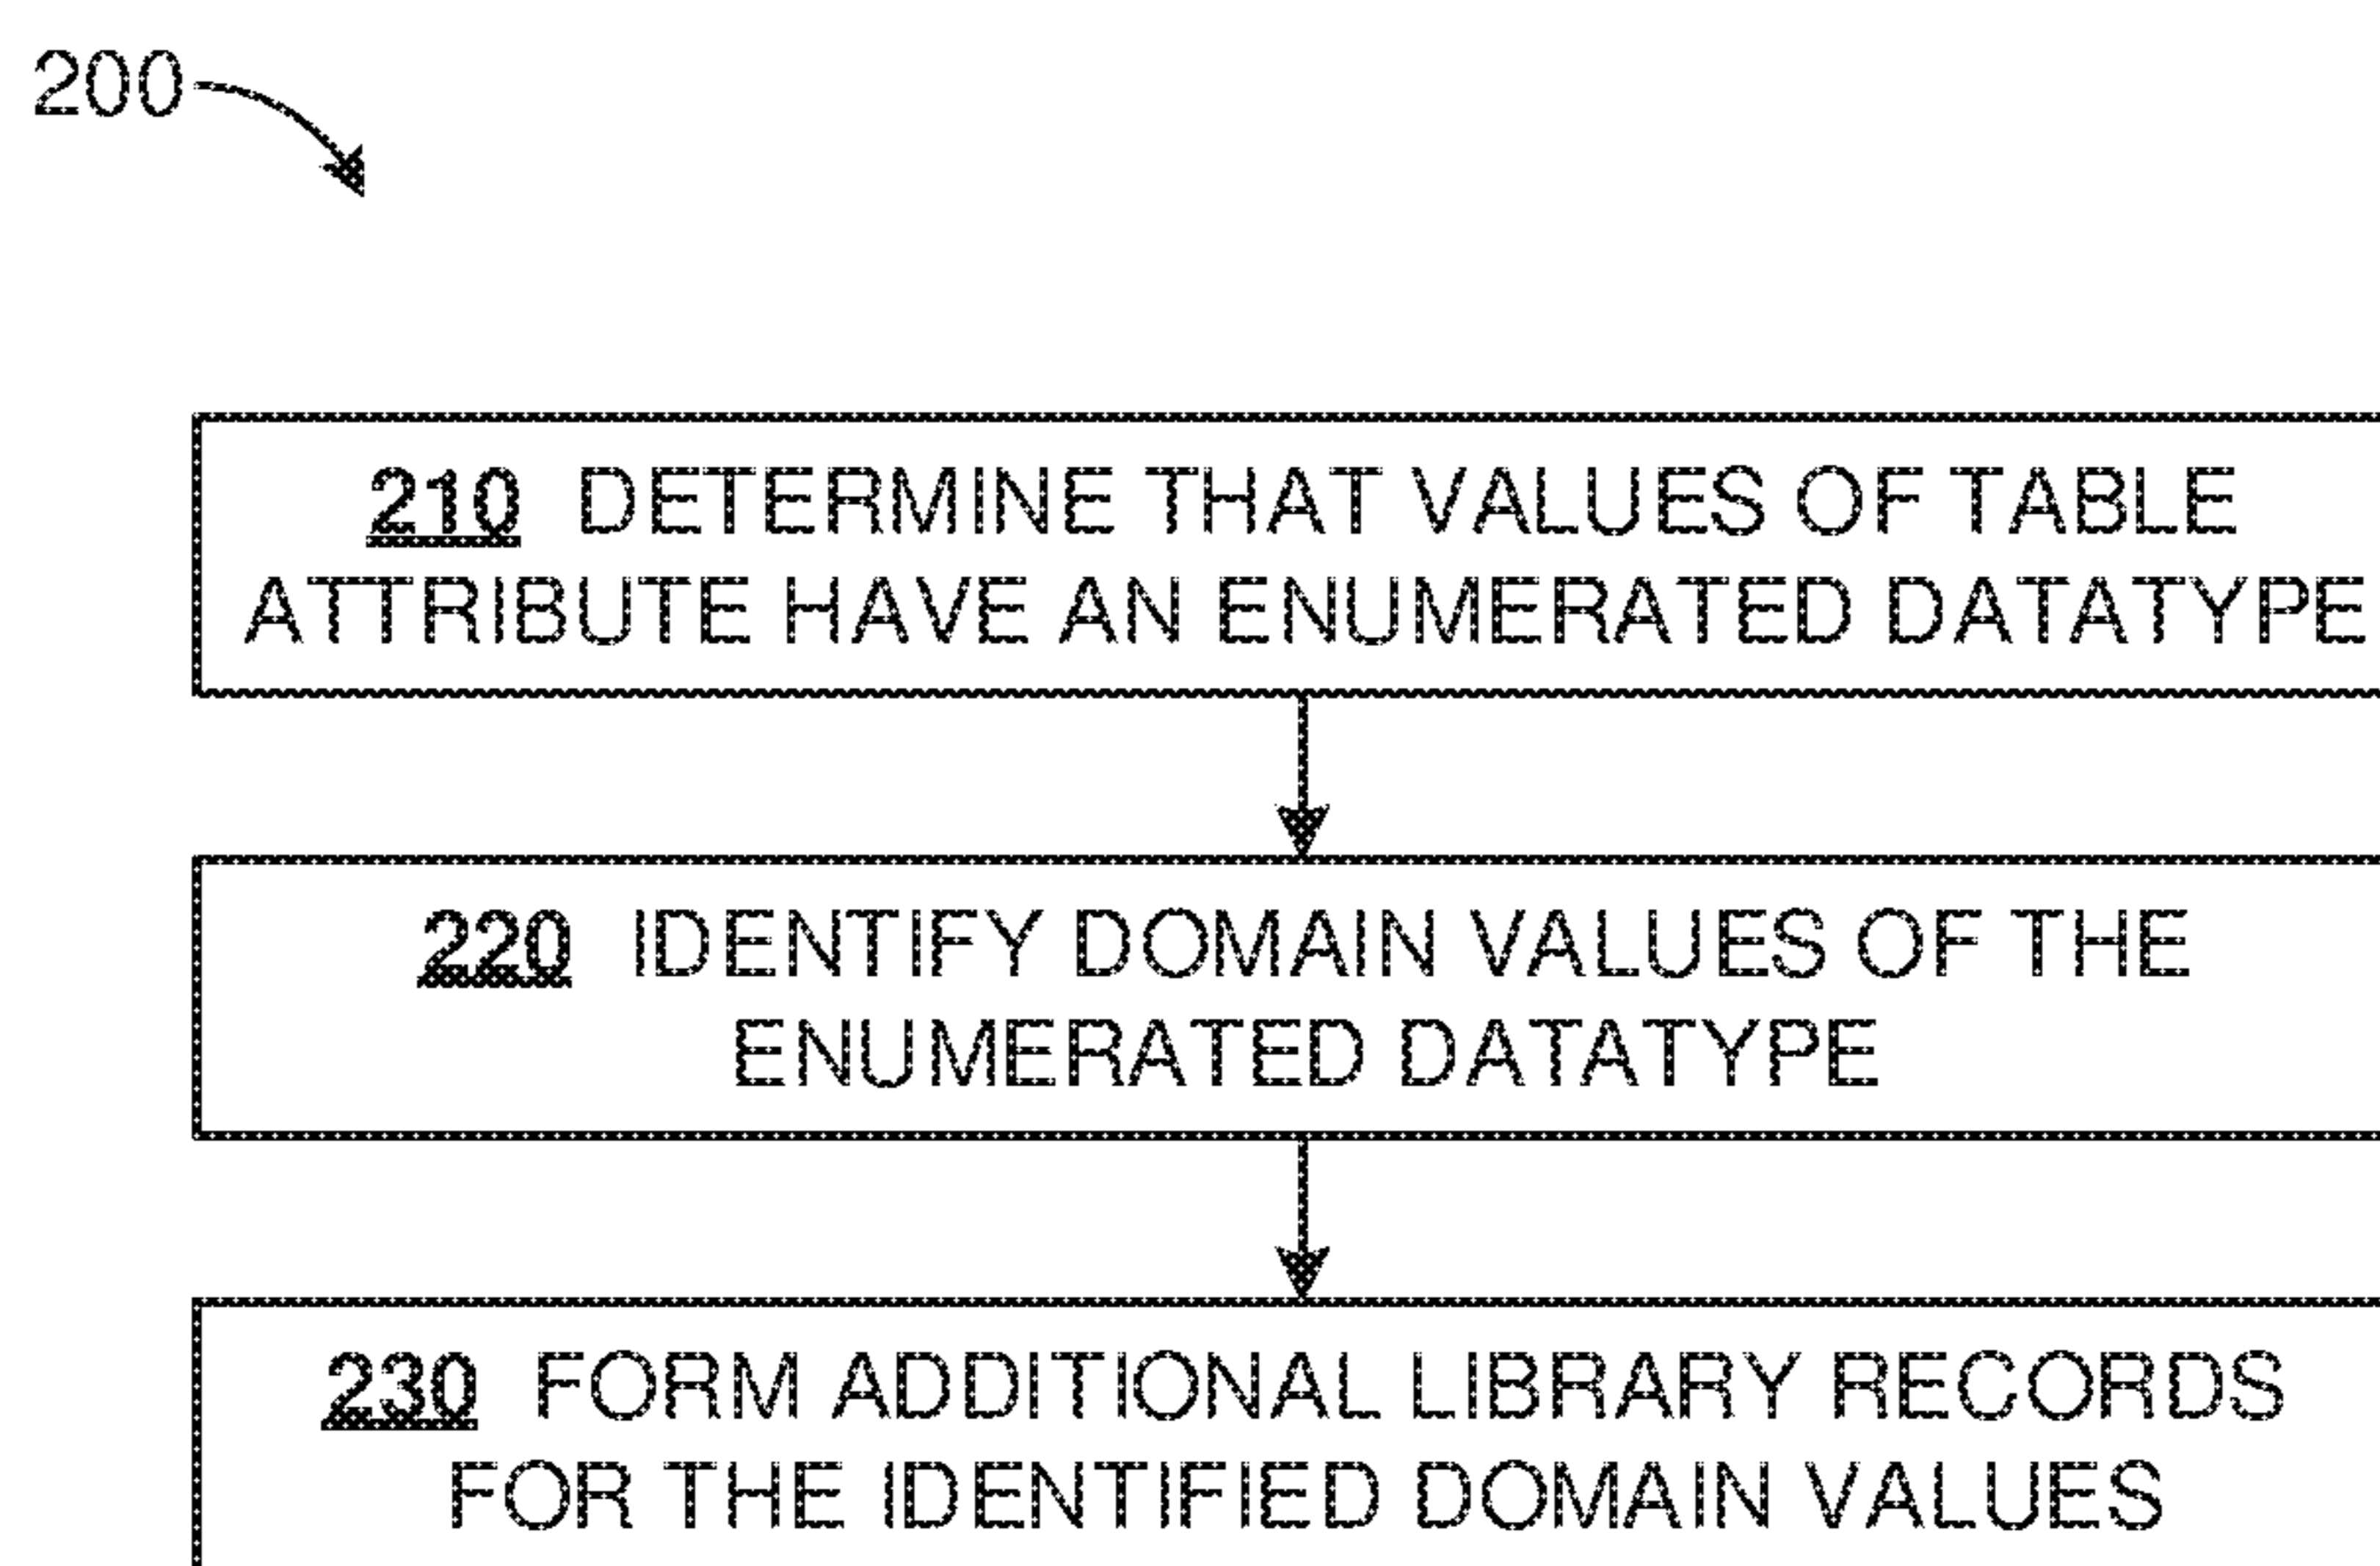 200
210 DETERMINE THAT VALUES OF TABLE
ATTRIBUTE HAVE AN ENUMERATED DATATYPE
220 IDENTIFY DOMAIN VALUES OF THE
ENUMERATED DATATYPE
230 FORM ADDITIONAL LIBRARY RECORDS
FOR THE IDENTIFIED DOMAIN VALUES